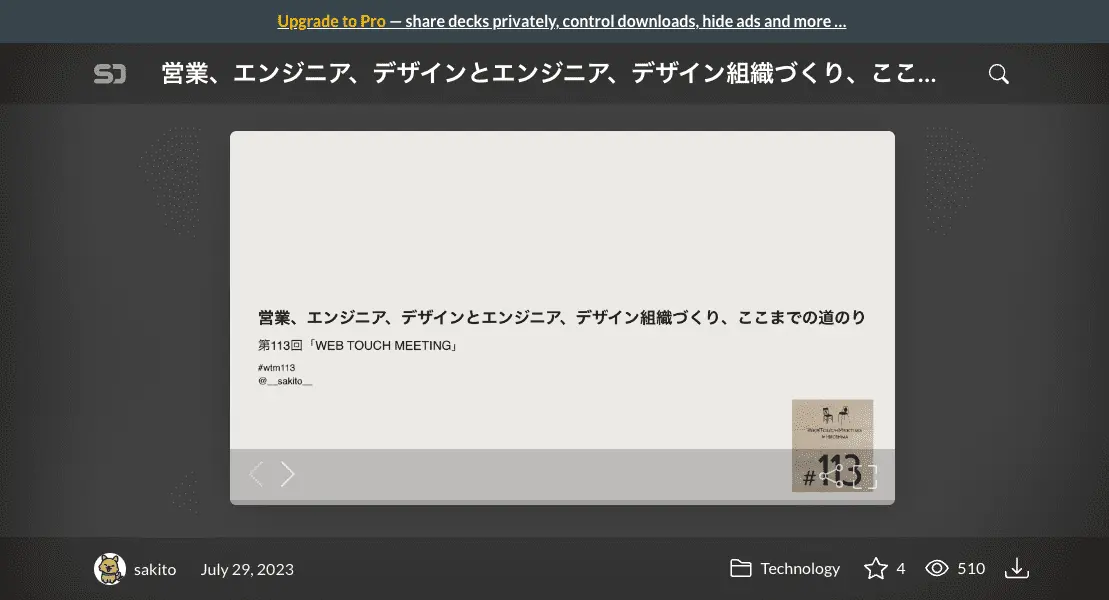 Upgrade to Pro — share decks privately, control downloads, hide ads and more …
SD
営業、エンジニア、デザインとエンジニア、デザイン組織づくり、ここ...
営業、エンジニア、デザインとエンジニア、デザイン組織づくり、ここまでの道のり
第113回「WEB TOUCH MEETING」
#wtm113
@__sakito__
#113
sakito
July 29, 2023
Technology
4
510